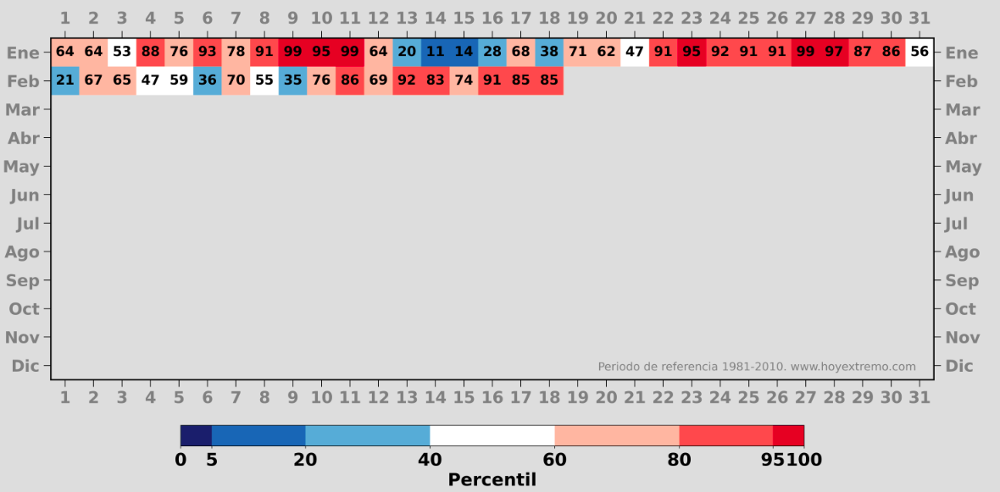 1 2 3 4 5 6 7 8 9 10 11 12 13 14 15 16 17 18 19 20 21 22 23 24 25 26 27 28 29 30 31
Ene 64 64 53 88 76 93 78 91 99 95 99 64 20 11 14 28 68 38 71 62 47 91 95 92 91 91 99 97 87 86 56 Ene
Feb 21 67 65 47 59 36 70 55 35 76 86 69 92 83 74 91 85 85 Feb
Mar Mar
Abr Abr
May May
Jun Jun
Jul Jul
Ago Ago
Sep Sep
Oct Oct
Nov Nov
Dic Periodo de referencia 1981-2010. www.hoyextremo.com Dic
1 2 3 4 5 6 7 8 9 10 11 12 13 14 15 16 17 18 19 20 21 22 23 24 25 26 27 28 29 30 31
0 5 20 40 60 80 95 100
Percentil